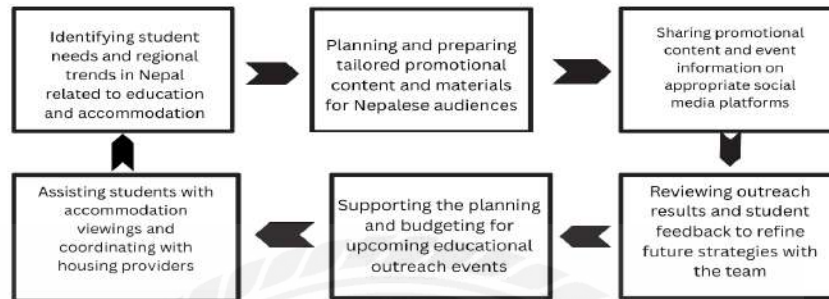 Identifying student
needs and regional
trends in Nepal
related to education
and accommodation
Planning and preparing
tailored promotional
content and materials
for Nepalese audiences
Sharing promotional
content and event
information on
appropriate social
media platforms
Assisting students with
accommodation
viewings and
coordinating with
housing providers
Supporting the planning
and budgeting for
upcoming educational
outreach events
Reviewing outreach
results and student
feedback to refine
future strategies with
the team